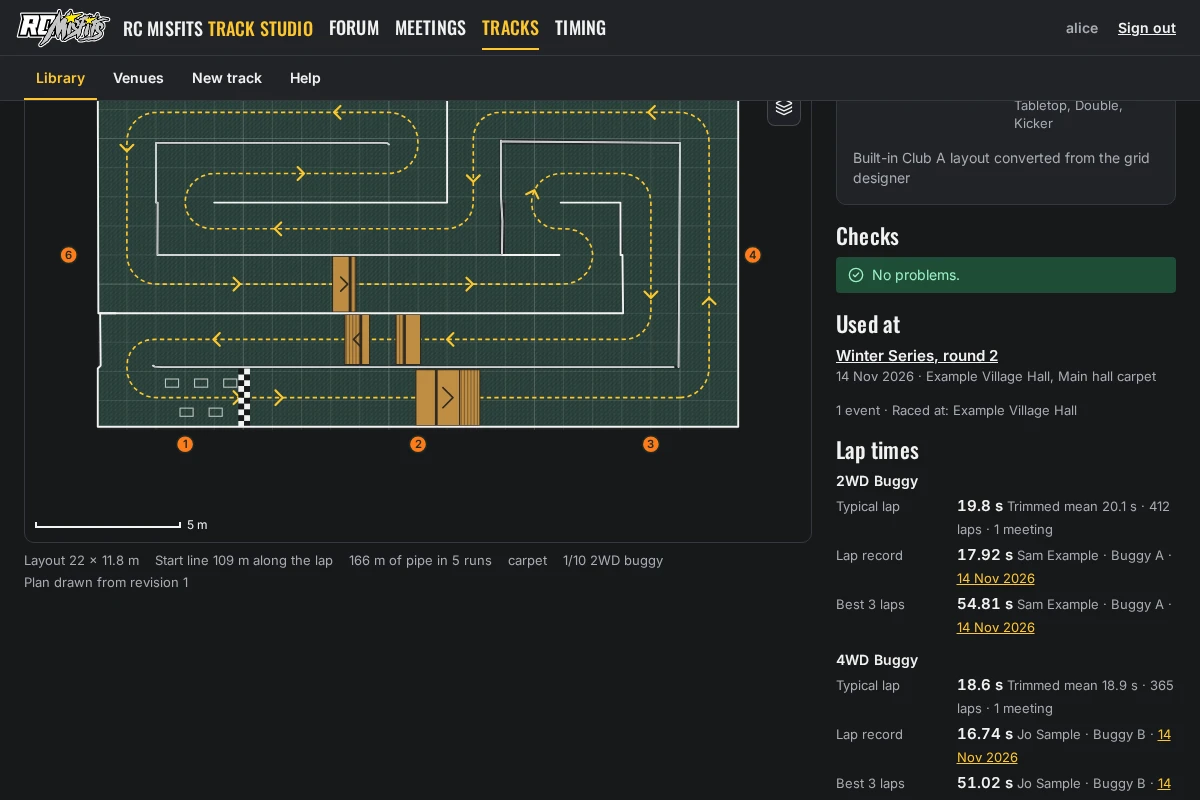 RC Misfits
RC MISFITS TRACK STUDIO
FORUM
MEETINGS
TRACKS
TIMING
alice
Sign out
Library
Venues
New track
Help
Tabletop, Double,
Kicker
Built-in Club A layout converted from the grid
designer
6
4
1
2
3
5 m
Layout 22 × 11.8 m
Start line 109 m along the lap
166 m of pipe in 5 runs
carpet
1/10 2WD buggy
Plan drawn from revision 1
Checks
No problems.
Used at
Winter Series, round 2
14 Nov 2026 · Example Village Hall, Main hall carpet
1 event · Raced at: Example Village Hall
Lap times
2WD Buggy
Typical lap
19.8 s Trimmed mean 20.1 s · 412
laps · 1 meeting
Lap record
17.92 s Sam Example · Buggy A ·
14 Nov 2026
Best 3 laps
54.81 s Sam Example · Buggy A ·
14 Nov 2026
4WD Buggy
Typical lap
18.6 s Trimmed mean 18.9 s · 365
laps · 1 meeting
Lap record
16.74 s Jo Sample · Buggy B · 14
Nov 2026
Best 3 laps
51.02 s Jo Sample · Buggy B · 14